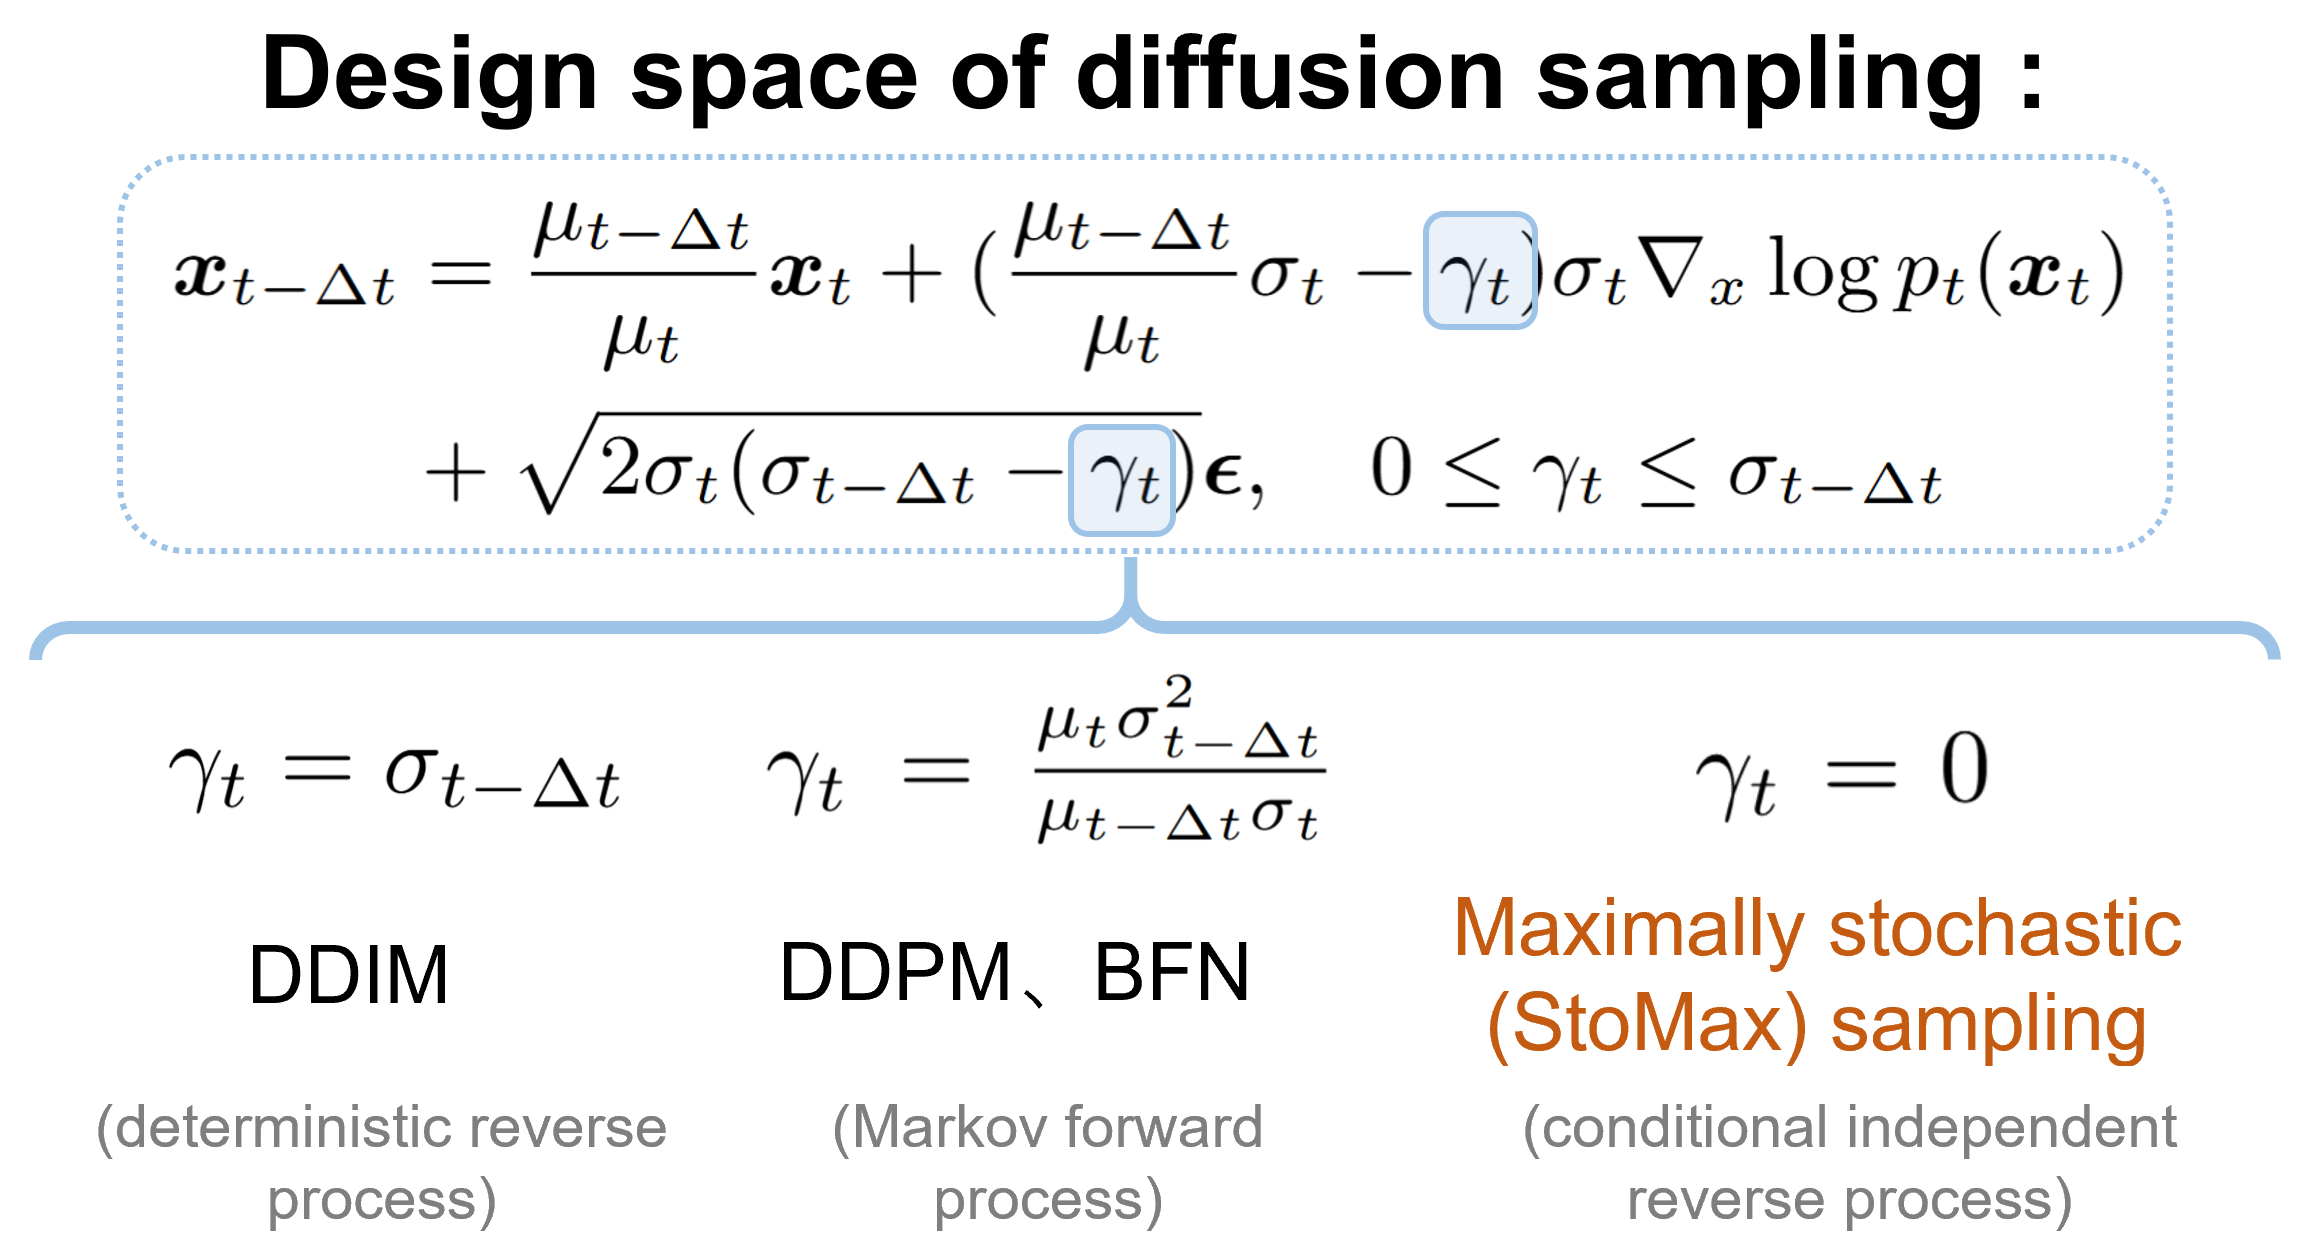 Design space of diffusion sampling :
$\boldsymbol{x}_{t-\Delta t} = \frac{\mu_{t-\Delta t}}{\mu_t} \boldsymbol{x}_t + (\frac{\mu_{t-\Delta t}}{\mu_t} \sigma_t - \gamma_t) \sigma_t \nabla_x \log p_t(\boldsymbol{x}_t)$
$+ \sqrt{2\sigma_t(\sigma_{t-\Delta t} - \gamma_t)} \boldsymbol{\epsilon}, \quad 0 \leq \gamma_t \leq \sigma_{t-\Delta t}$
$\gamma_t = \sigma_{t-\Delta t}$
DDIM
(deterministic reverse
process)
$\gamma_t = \frac{\mu_t \sigma_{t-\Delta t}^2}{\mu_{t-\Delta t} \sigma_t}$
DDPM、BFN
(Markov forward
process)
$\gamma_t = 0$
Maximally stochastic
(StoMax) sampling
(conditional independent
reverse process)